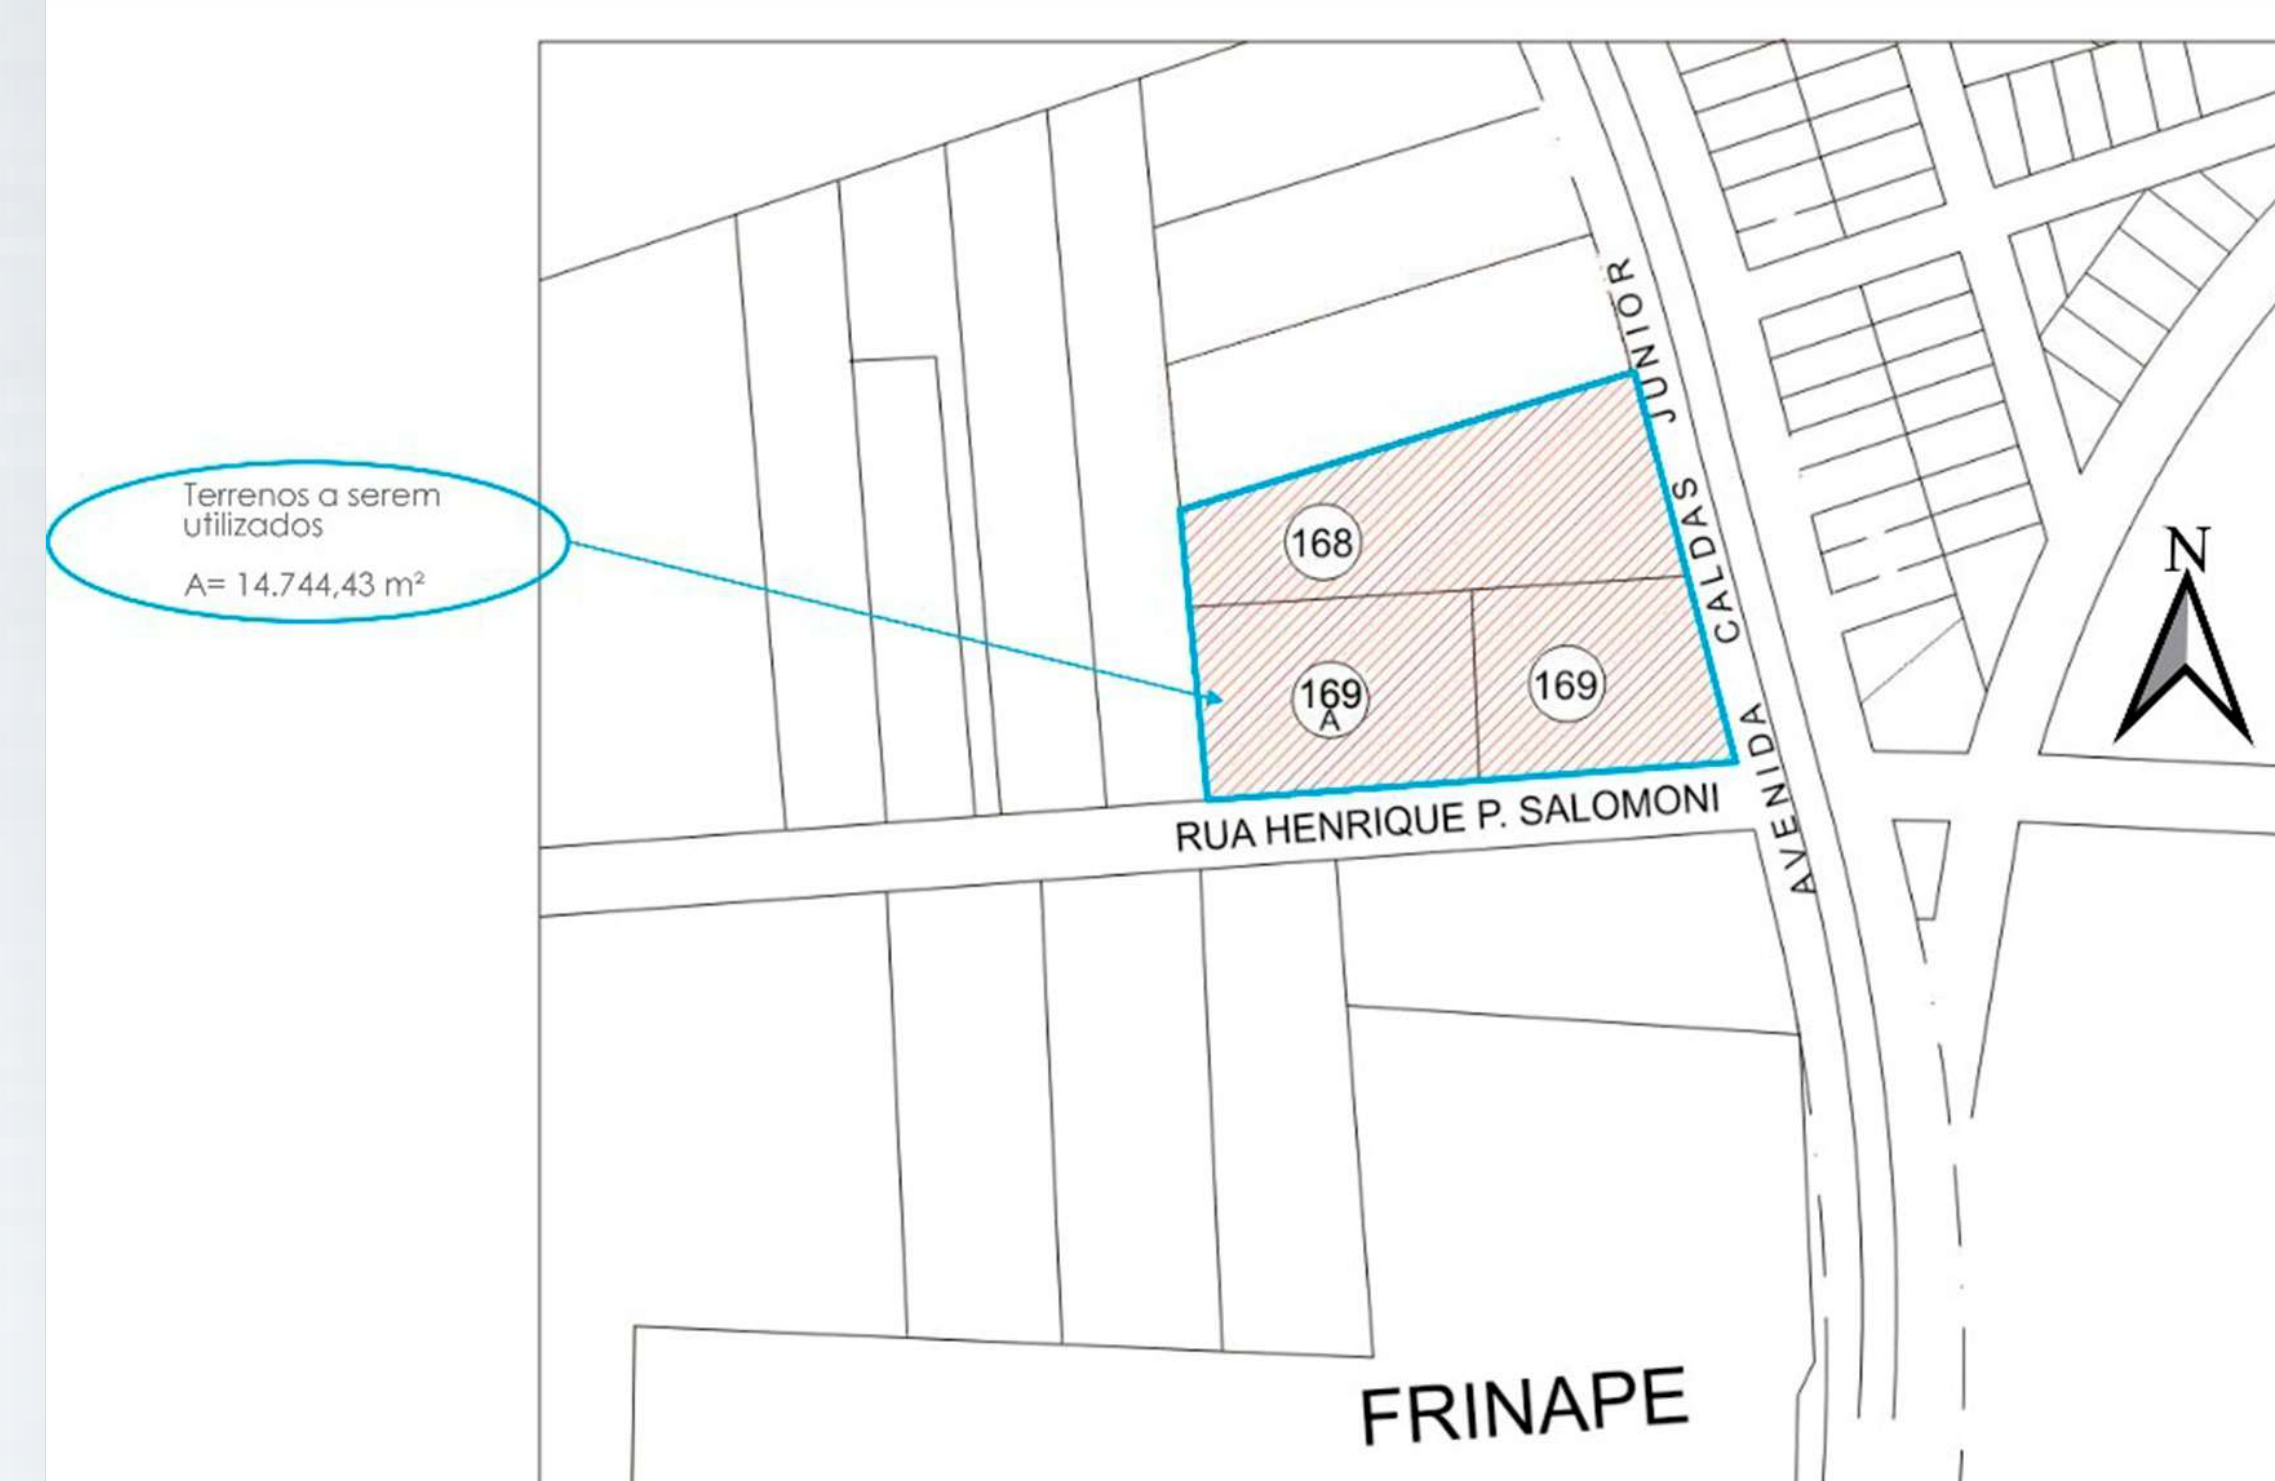 Terrenos a serem
utilizados
A= 14.744,43 m²
168
169
A
169
AVENIDA CALDAS JUNIOR
RUA HENRIQUE P. SALOMONI
N
FRINAPE